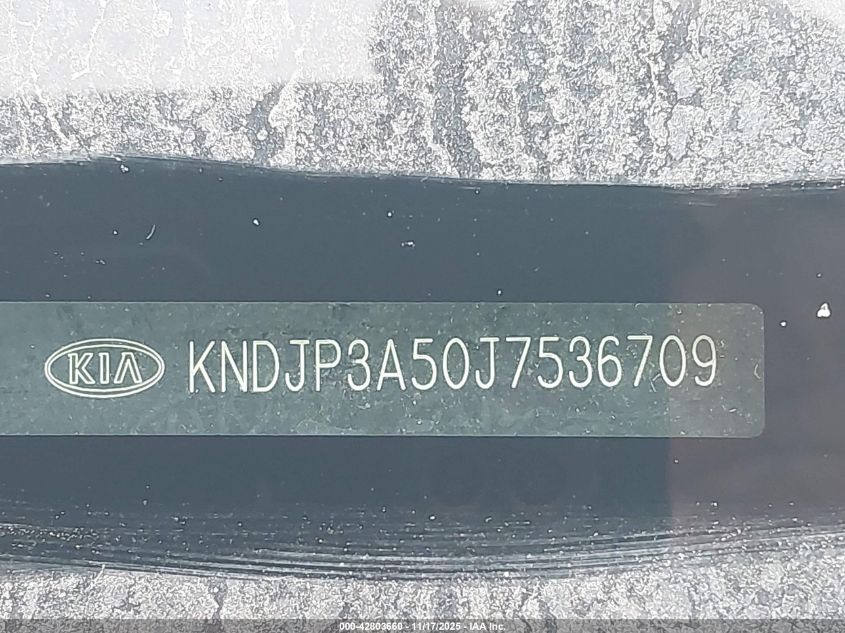 KIA KNDJP3A50J7536709
000-42803660 - 11/17/2025 - IAA Inc.